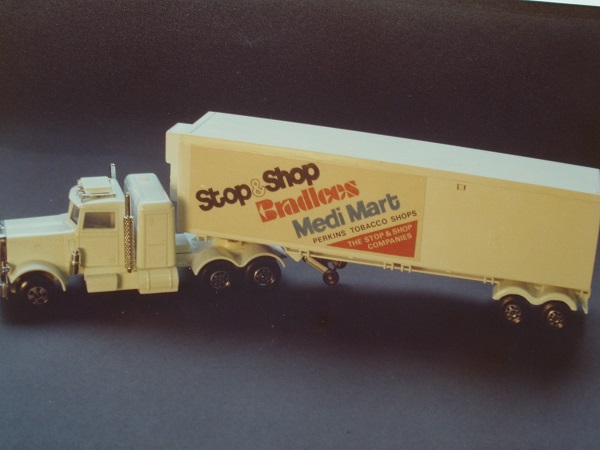 Stop & Shop
Bradlees
Medi Mart
PERKINS TOBACCO SHOPS
THE STOP & SHOP
COMPANIES